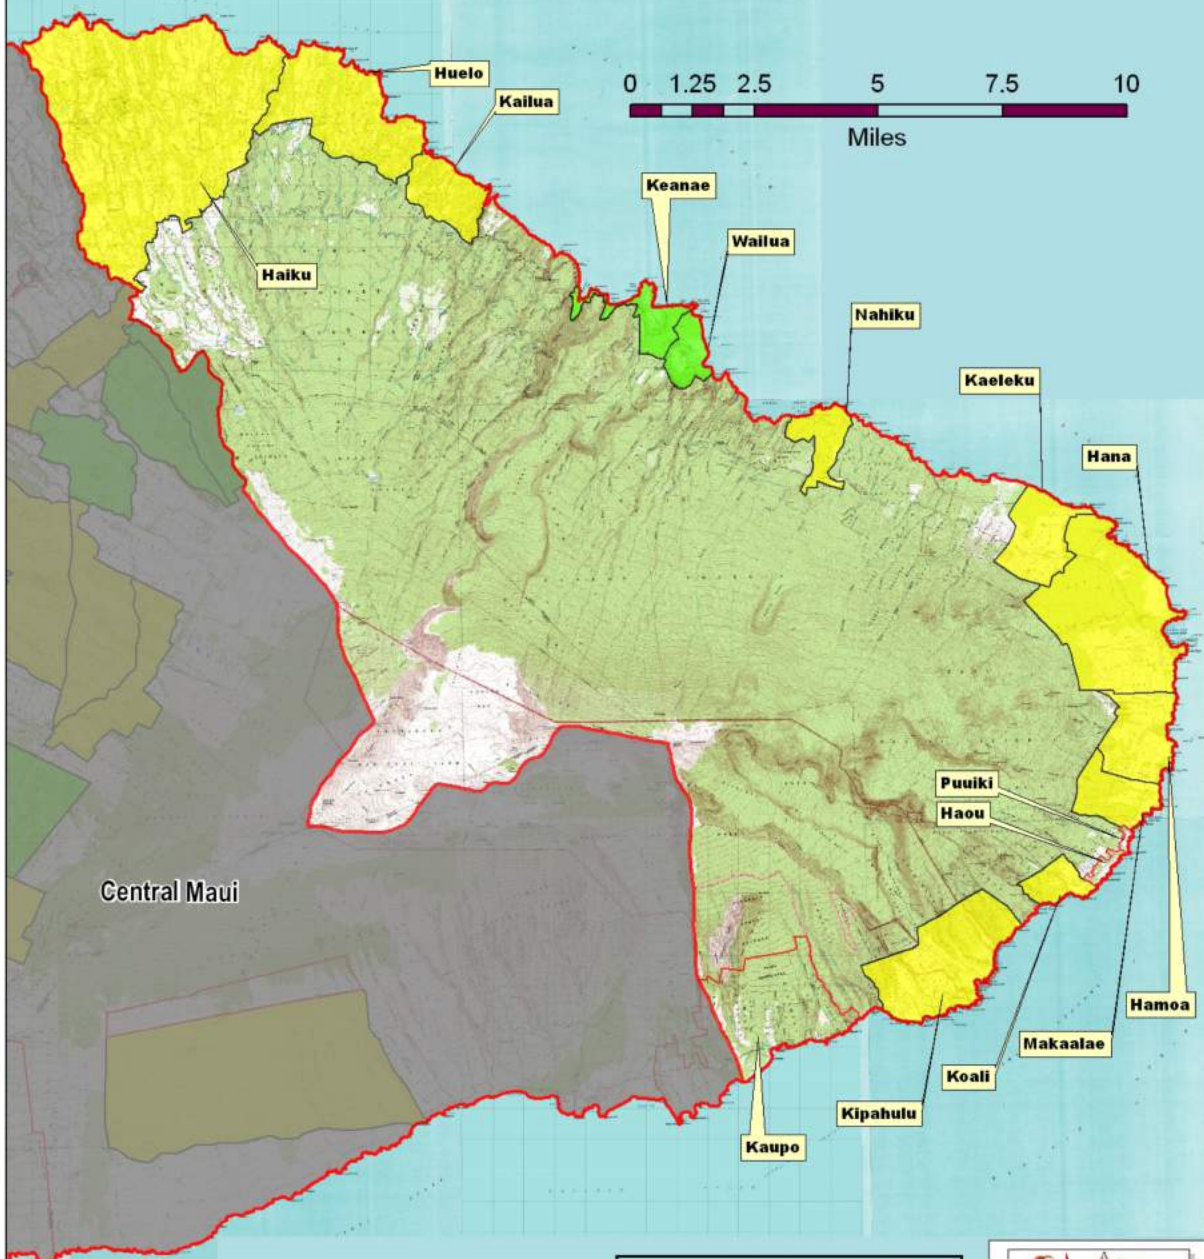 Huelo
Kailua
0 1.25 2.5 5 7.5 10
Miles
Keanae
Wailua
Haiku
Nahiku
Kaeleku
Hana
Puuiki
Haou
Central Maui
Hamoa
Makaalae
Koali
Kipahulu
Kaupo